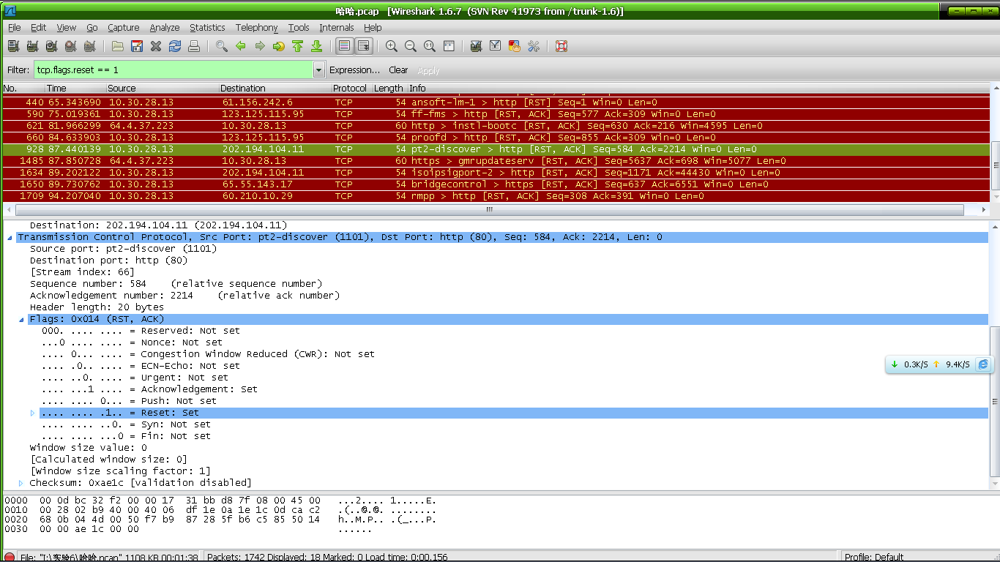 哈哈.pcap   [Wireshark 1.6.7  (SVN Rev 41973 from /trunk-1.6)]
File Edit View Go Capture Analyze Statistics Telephony Tools Internals Help
Filter: tcp.flags.reset == 1 Expression... Clear Apply
No. Time Source Destination Protocol Length Info
440 65.343690 10.30.28.13 61.156.242.6 TCP 54 ansoft-lm-1 > http [RST] Seq=1 Win=0 Len=0
590 75.019361 10.30.28.13 123.125.115.95 TCP 54 ff-fms > http [RST, ACK] Seq=577 Ack=309 Win=0 Len=0
621 81.966299 64.4.37.223 10.30.28.13 TCP 60 http > instl-bootc [RST, ACK] Seq=630 Ack=216 Win=4595 Len=0
660 84.633903 10.30.28.13 123.125.115.95 TCP 54 proofd > http [RST, ACK] Seq=855 Ack=309 Win=0 Len=0
928 87.440139 10.30.28.13 202.194.104.11 TCP 54 pt2-discover > http [RST, ACK] Seq=584 Ack=2214 Win=0 Len=0
1485 87.850728 64.4.37.223 10.30.28.13 TCP 60 https > gmrupdateserv [RST, ACK] Seq=5637 Ack=698 Win=5077 Len=0
1634 89.202122 10.30.28.13 202.194.104.11 TCP 54 isoipsigport-2 > http [RST, ACK] Seq=1171 Ack=44430 Win=0 Len=0
1650 89.730762 10.30.28.13 65.55.143.17 TCP 54 bridgecontrol > https [RST, ACK] Seq=637 Ack=6551 Win=0 Len=0
1709 94.207040 10.30.28.13 60.210.10.29 TCP 54 rmpp > http [RST, ACK] Seq=308 Ack=391 Win=0 Len=0
Destination: 202.194.104.11 (202.194.104.11)
Transmission Control Protocol, Src Port: pt2-discover (1101), Dst Port: http (80), Seq: 584, Ack: 2214, Len: 0
Source port: pt2-discover (1101)
Destination port: http (80)
[Stream index: 66]
Sequence number: 584    (relative sequence number)
Acknowledgement number: 2214    (relative ack number)
Header length: 20 bytes
Flags: 0x014 (RST, ACK)
000. .... .... = Reserved: Not set
...0 .... .... = Nonce: Not set
.... 0... .... = Congestion Window Reduced (CWR): Not set
.... .0.. .... = ECN-Echo: Not set
.... ..0. .... = Urgent: Not set
.... ...1 .... = Acknowledgement: Set
.... .... 0... = Push: Not set
.... .... .1.. = Reset: Set
.... .... ..0. = Syn: Not set
.... .... ...0 = Fin: Not set
Window size value: 0
[Calculated window size: 0]
[Window size scaling factor: 1]
Checksum: 0xae1c [validation disabled]
0.3K/S 9.4K/S
0000  00 0d bc 32 f2 00 00 17  31 bb d8 7f 08 00 45 00   ...2.... 1.....E.
0010  00 28 02 b9 40 00 40 06  df 1e 0a 1e 1c 0d ca c2   .(..@.@. ........
0020  68 0b 04 4d 00 50 f7 b9  87 28 5f b6 c5 85 50 14   h..M.P.. .(_...P.
0030  00 00 ae 1c 00 00                                  ......
File: "I:\实验6\哈哈.pcap" 1108 KB 00:01:38 Packets: 1742 Displayed: 18 Marked: 0 Load time: 0:00.156 Profile: Default